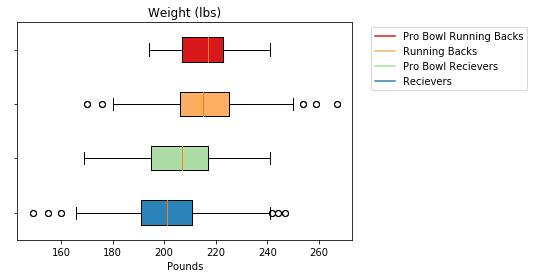 Weight (lbs)
Pro Bowl Running Backs
Running Backs
Pro Bowl Recievers
Recievers
160 180 200 220 240 260
Pounds